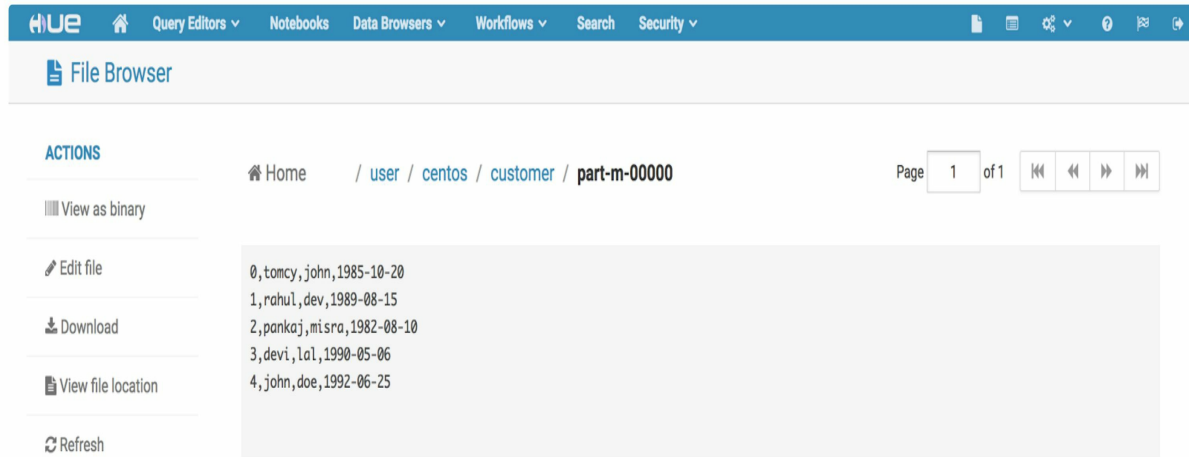 HUE Query Editors Notebooks Data Browsers Workflows Search Security
File Browser
ACTIONS
Home / user / centos / customer / part-m-00000 Page 1 of 1
View as binary
Edit file
Download
View file location
Refresh
0,tomcy,john,1985-10-20
1,rahul,dev,1989-08-15
2,pankaj,misra,1982-08-10
3,devi,lal,1990-05-06
4,john,doe,1992-06-25